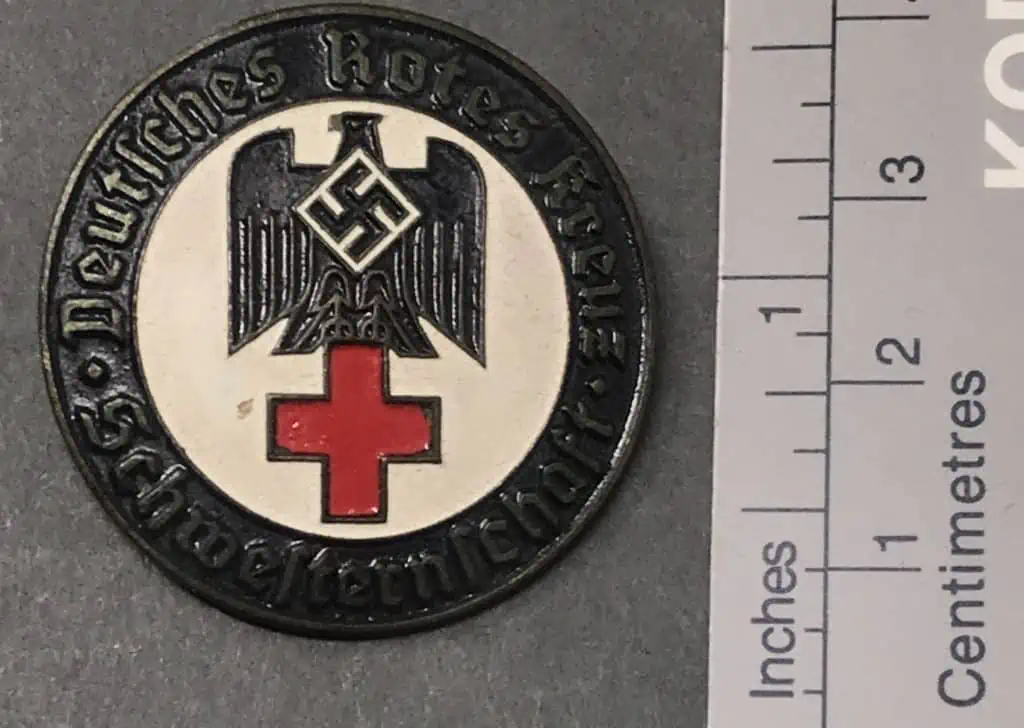 Deutſches Rotes Kreuz
Schweſternſchaft
Inches
1
Centimetres
1
2
3